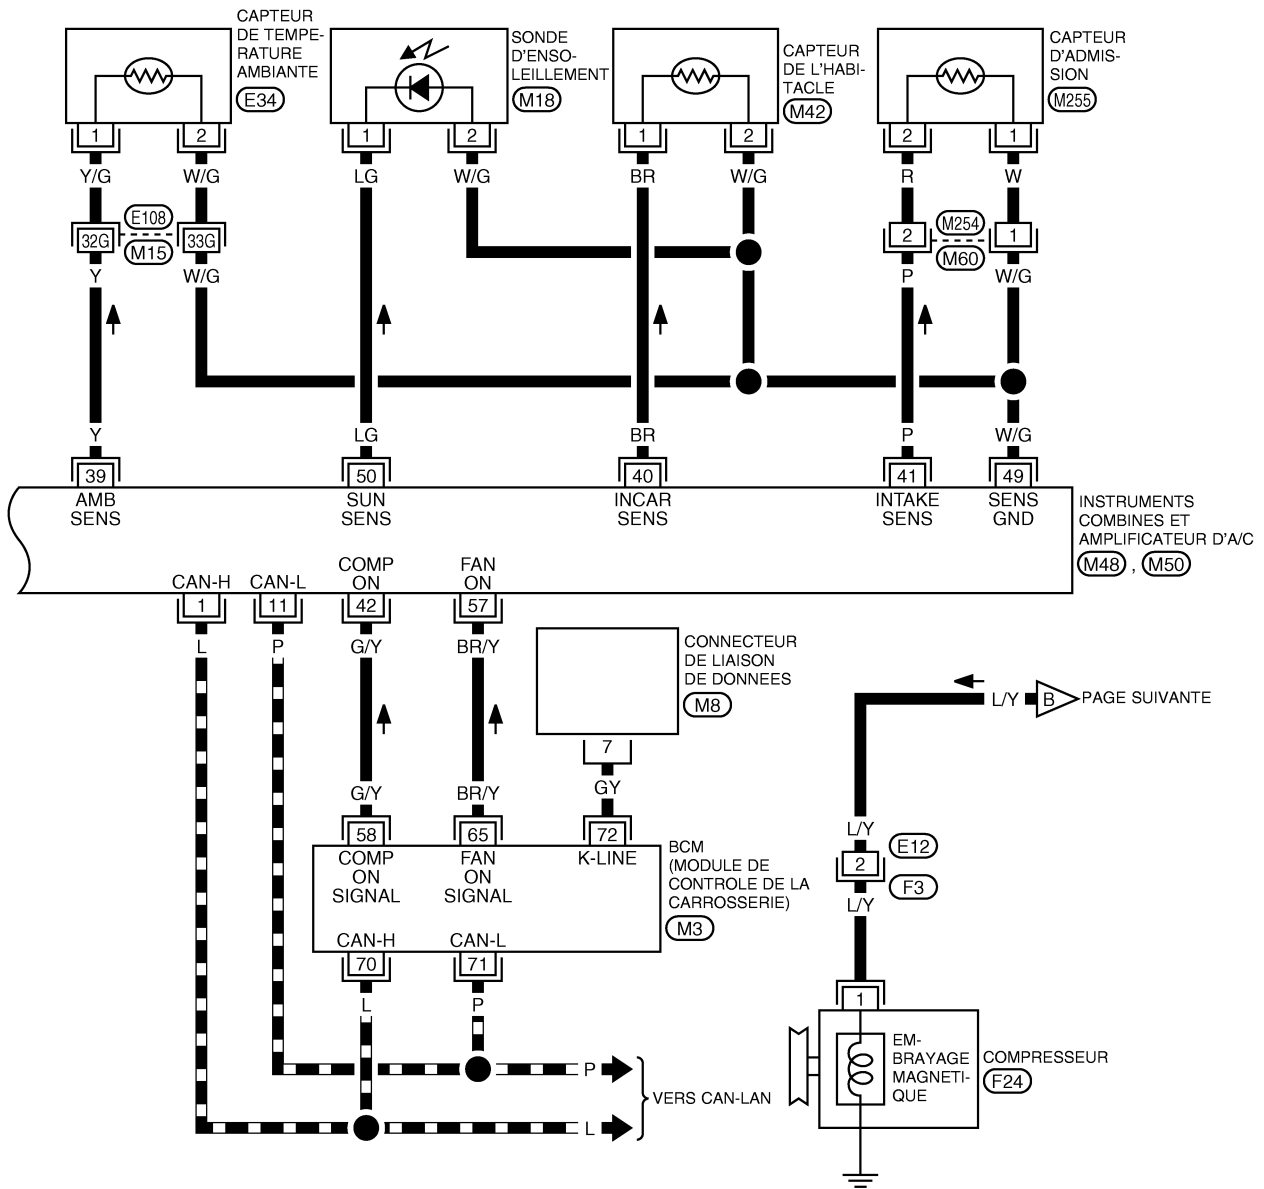 CAPTEUR
DE TEMPE-
RATURE
AMBIANTE
E34
SONDE
D'ENSO-
LEILLEMENT
M18
CAPTEUR
DE L'HABI-
TACLE
M42
CAPTEUR
D'ADMIS-
SION
M255
1 2 1 2 1 2 2 1
Y/G W/G LG W/G BR W/G R W
E108
32G 33G
M15
M254
2 1
M60
Y W/G P W/G
Y LG BR P W/G
39 50 40 41 49
AMB
SENS
SUN
SENS
INCAR
SENS
INTAKE
SENS
SENS
GND
INSTRUMENTS
COMBINES ET
AMPLIFICATEUR D'A/C
M48 , M50
CAN-H CAN-L
COMP
ON
FAN
ON
1 11 42 57
L P G/Y BR/Y
CONNECTEUR
DE LIAISON
DE DONNEES
M8
7
GY
L/Y B PAGE SUIVANTE
G/Y BR/Y
58 65 72
COMP
ON
SIGNAL
FAN
ON
SIGNAL
K-LINE
BCM
(MODULE DE
CONTROLE DE LA
CARROSSERIE)
M3
CAN-H CAN-L
70 71
L P
L/Y
E12
2
F3
L/Y
1
EM-
BRAYAGE
MAGNETI-
QUE
COMPRESSEUR
F24
P
VERS CAN-LAN
L